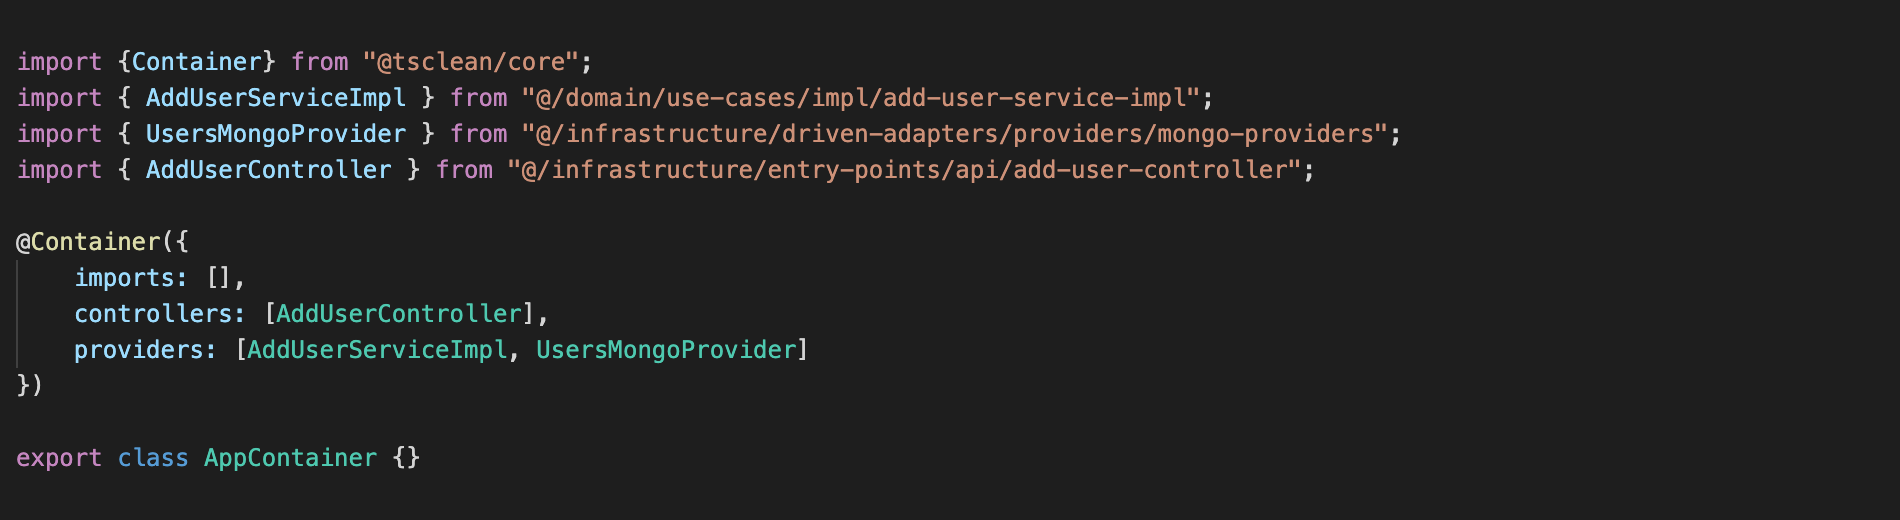 import {Container} from "@tsclean/core";
import { AddUserServiceImpl } from "@/domain/use-cases/impl/add-user-service-impl";
import { UsersMongoProvider } from "@/infrastructure/driven-adapters/providers/mongo-providers";
import { AddUserController } from "@/infrastructure/entry-points/api/add-user-controller";

@Container({
    imports: [],
    controllers: [AddUserController],
    providers: [AddUserServiceImpl, UsersMongoProvider]
})

export class AppContainer {}